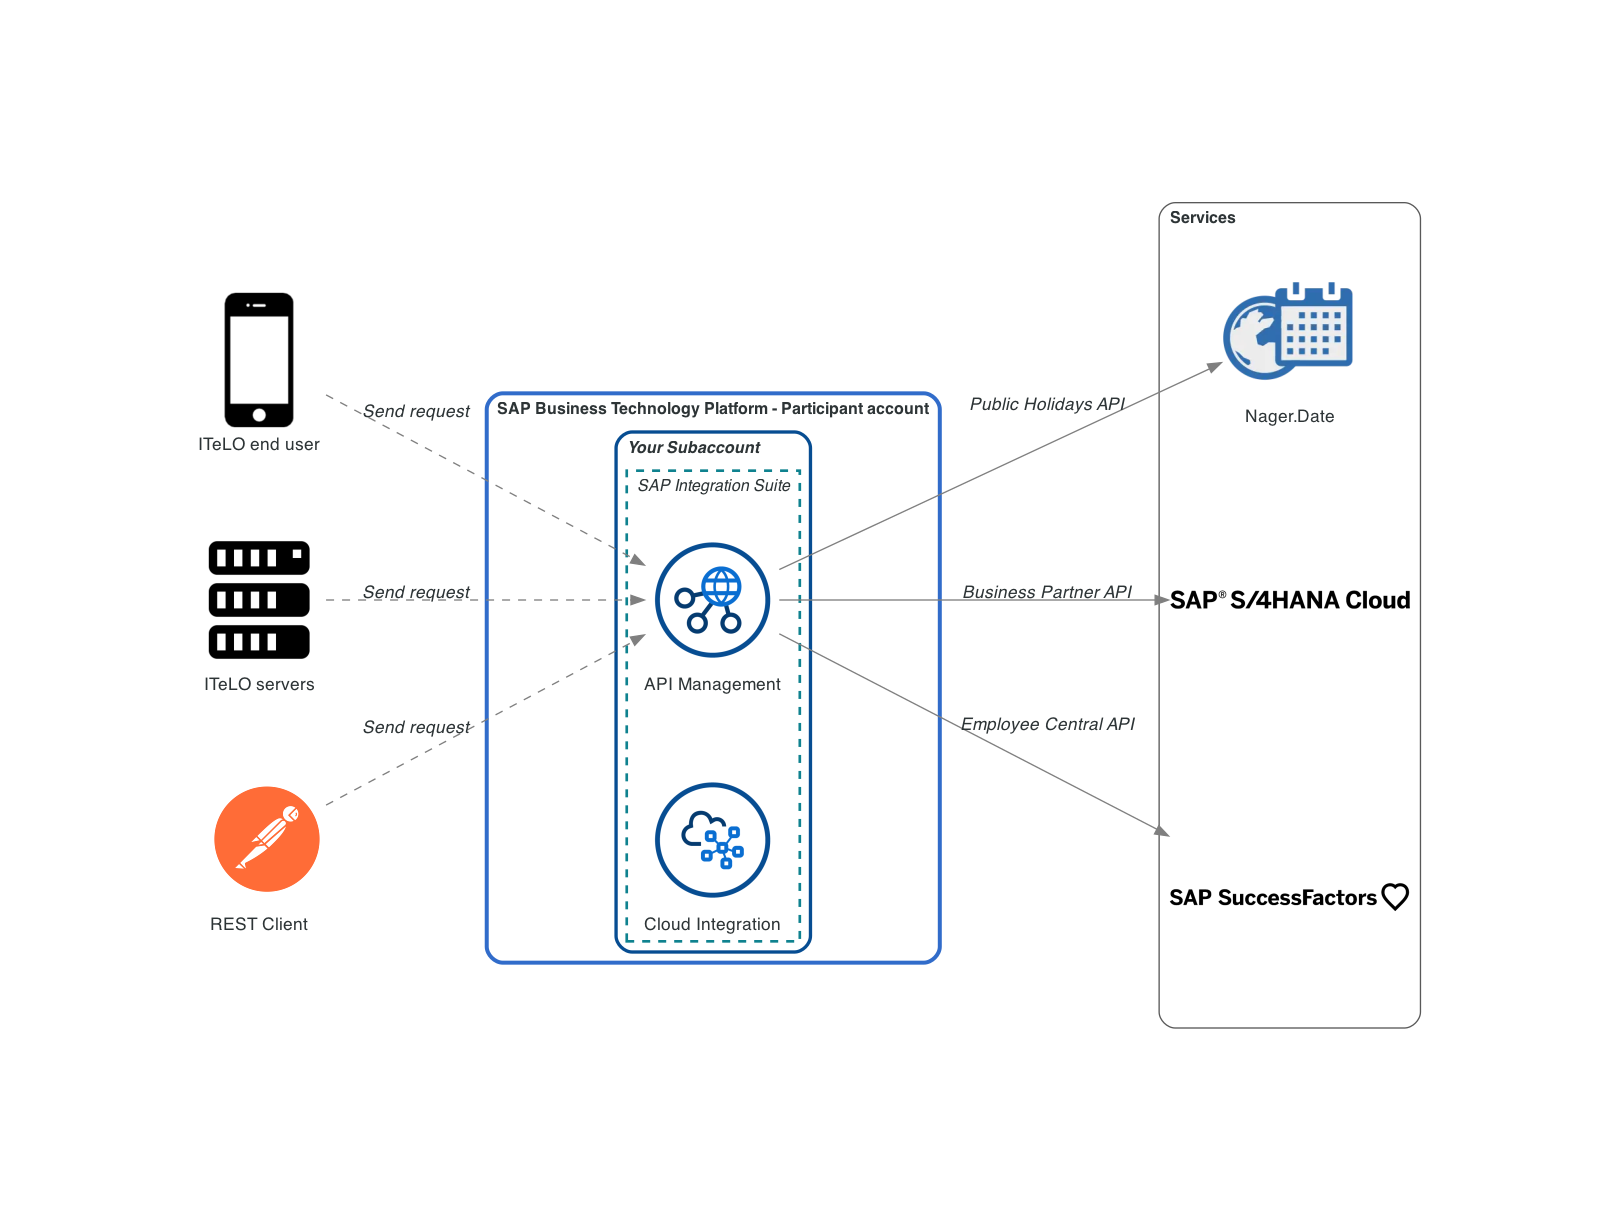 Services
ITeLO end user
Send request
SAP Business Technology Platform - Participant account
Your Subaccount
SAP Integration Suite
Public Holidays API
Nager.Date
ITeLO servers
Send request
API Management
Business Partner API
SAP® S/4HANA Cloud
REST Client
Send request
Cloud Integration
Employee Central API
SAP SuccessFactors